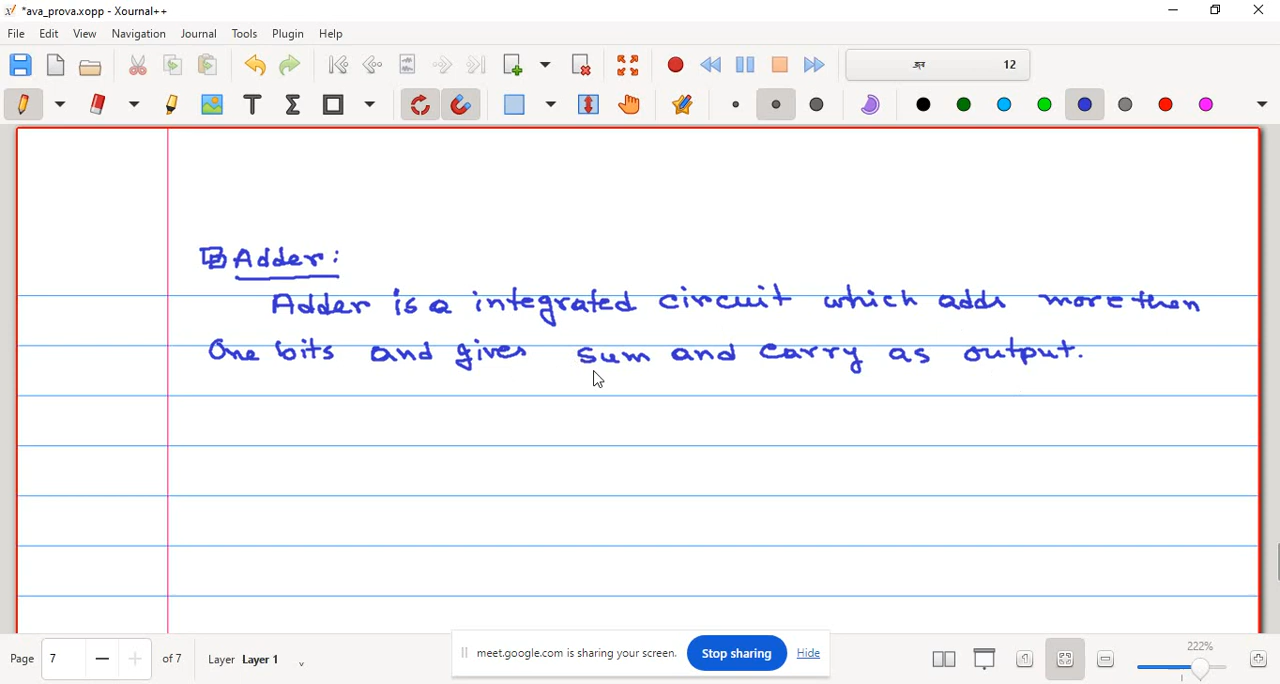 *ava_prova.xopp - Xournal++
File Edit View Navigation Journal Tools Plugin Help
জব 12
Adder:
Adder is a integrated circuit which adds more than
One bits and gives sum and carry as output.
meet.google.com is sharing your screen. Stop sharing Hide
Page 7 of 7 Layer Layer 1 222%